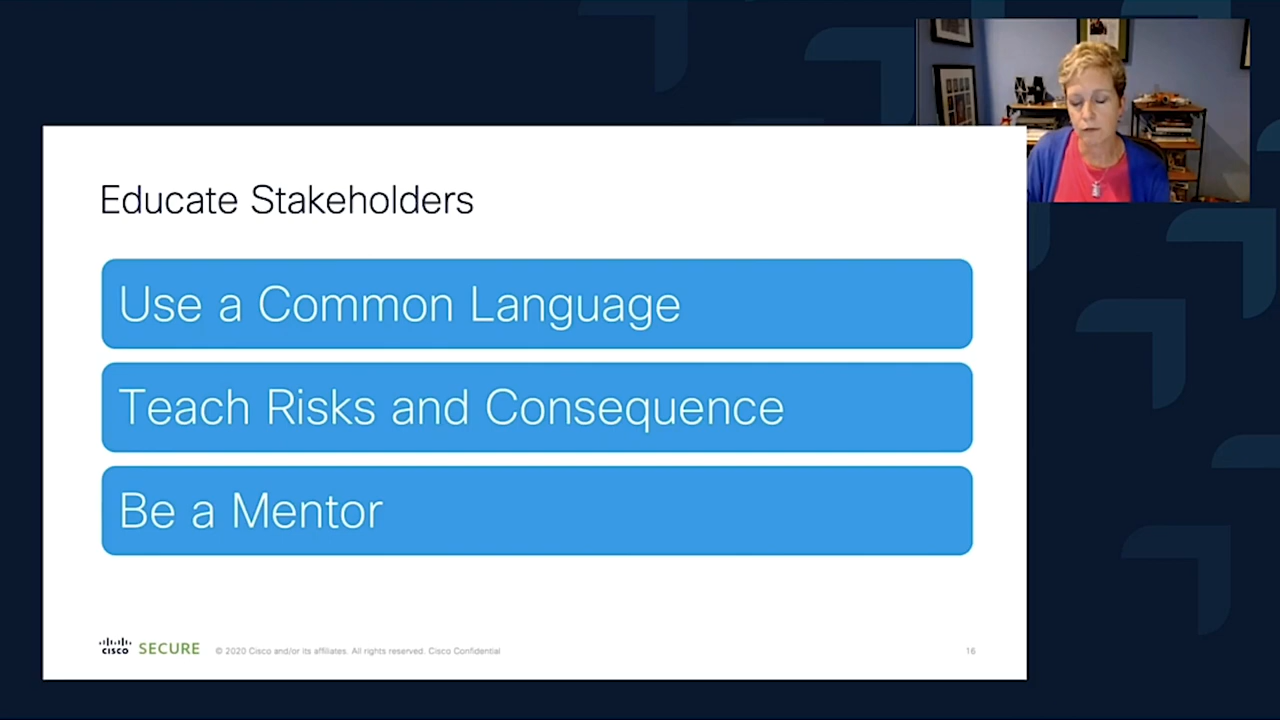 Educate Stakeholders
Use a Common Language
Teach Risks and Consequence
Be a Mentor
CISCO SECURE © 2020 Cisco and/or its affiliates. All rights reserved. Cisco Confidential 16